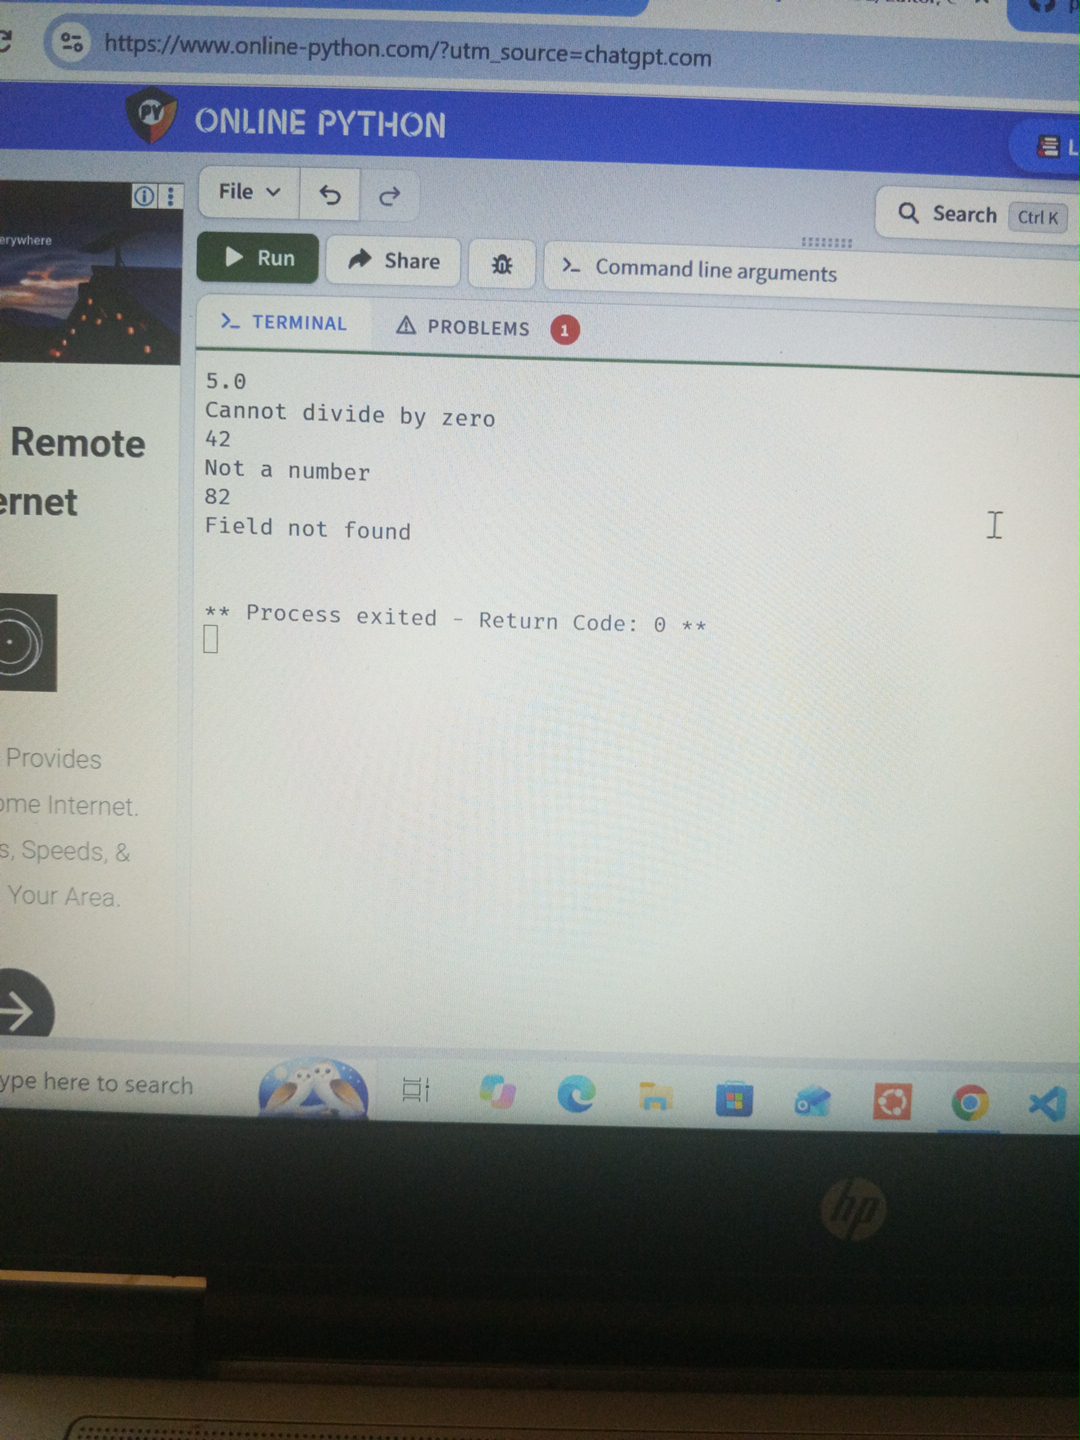 https://www.online-python.com/?utm_source=chatgpt.com
PY
ONLINE PYTHON
File
Search
Ctrl K
Run
Share
Command line arguments
TERMINAL
PROBLEMS
1
erywhere
5.0
Cannot divide by zero
42
Not a number
82
Field not found
** Process exited - Return Code: 0 **
Remote
ernet
Provides
ome Internet.
s, Speeds, &
Your Area.
ype here to search
hp